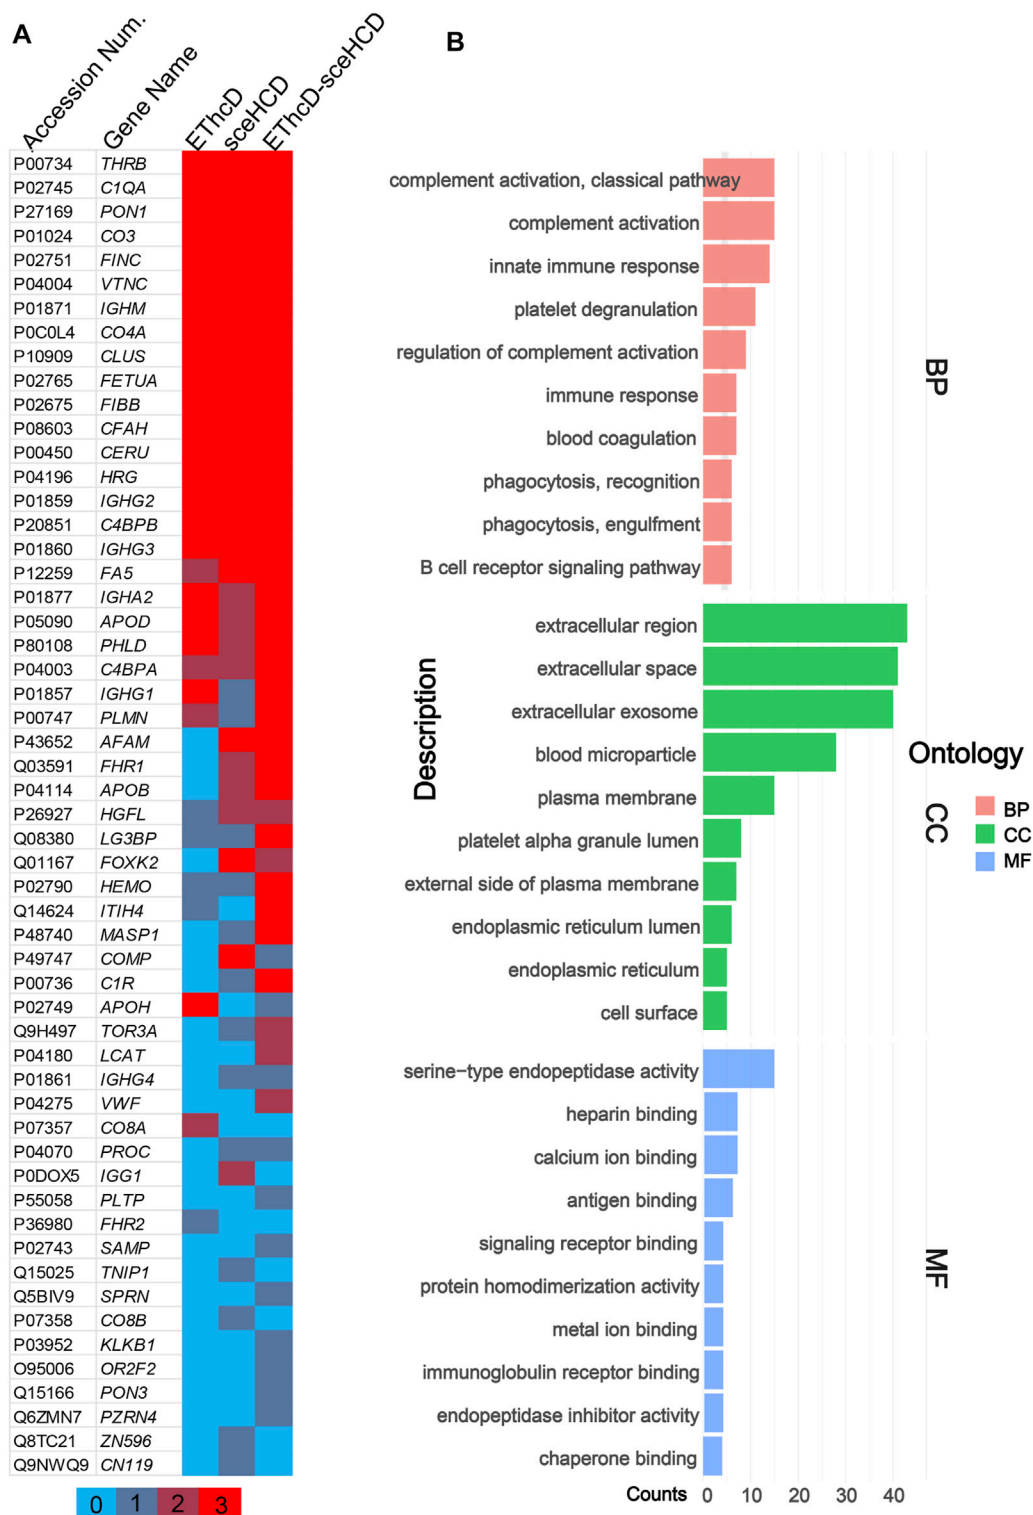 A
Accession Num.
Gene Name
EThcD
sceHCD
EThcD-sceHCD
P00734 THRB
P02745 C1QA
P27169 PON1
P01024 CO3
P02751 FINC
P04004 VTNC
P01871 IGHM
P0C0L4 CO4A
P10909 CLUS
P02765 FETUA
P02675 FIBB
P08603 CFAH
P00450 CERU
P04196 HRG
P01859 IGHG2
P20851 C4BPB
P01860 IGHG3
P12259 FA5
P01877 IGHA2
P05090 APOD
P80108 PHLD
P04003 C4BPA
P01857 IGHG1
P00747 PLMN
P43652 AFAM
Q03591 FHR1
P04114 APOB
P26927 HGFL
Q08380 LG3BP
Q01167 FOXK2
P02790 HEMO
Q14624 ITIH4
P48740 MASP1
P49747 COMP
P00736 C1R
P02749 APOH
Q9H497 TOR3A
P04180 LCAT
P01861 IGHG4
P04275 VWF
P07357 CO8A
P04070 PROC
P0DOX5 IGG1
P55058 PLTP
P36980 FHR2
P02743 SAMP
Q15025 TNIP1
Q5BIV9 SPRN
P07358 CO8B
P03952 KLKB1
O95006 OR2F2
Q15166 PON3
Q6ZMN7 PZRN4
Q8TC21 ZN596
Q9NWQ9 CN119
0 1 2 3
B
Description
complement activation, classical pathway
complement activation
innate immune response
platelet degranulation
regulation of complement activation
immune response
blood coagulation
phagocytosis, recognition
phagocytosis, engulfment
B cell receptor signaling pathway
BP
extracellular region
extracellular space
extracellular exosome
blood microparticle
plasma membrane
platelet alpha granule lumen
external side of plasma membrane
endoplasmic reticulum lumen
endoplasmic reticulum
cell surface
CC
serine−type endopeptidase activity
heparin binding
calcium ion binding
antigen binding
signaling receptor binding
protein homodimerization activity
metal ion binding
immunoglobulin receptor binding
endopeptidase inhibitor activity
chaperone binding
MF
Counts 0 10 20 30 40
Ontology
BP
CC
MF